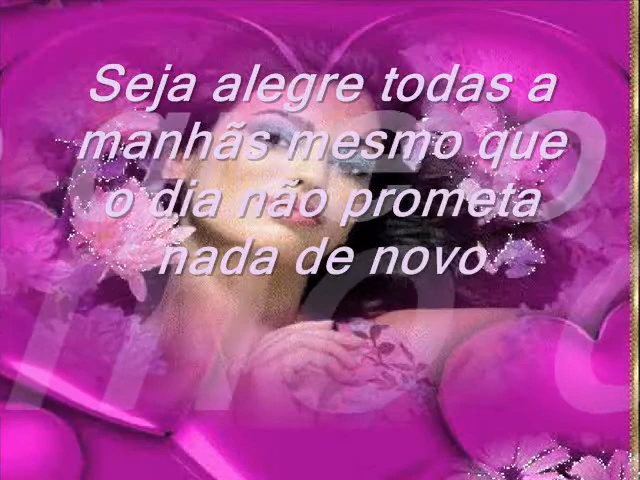 Seja alegre todas a
manhãs mesmo que
o dia não prometa
nada de novo